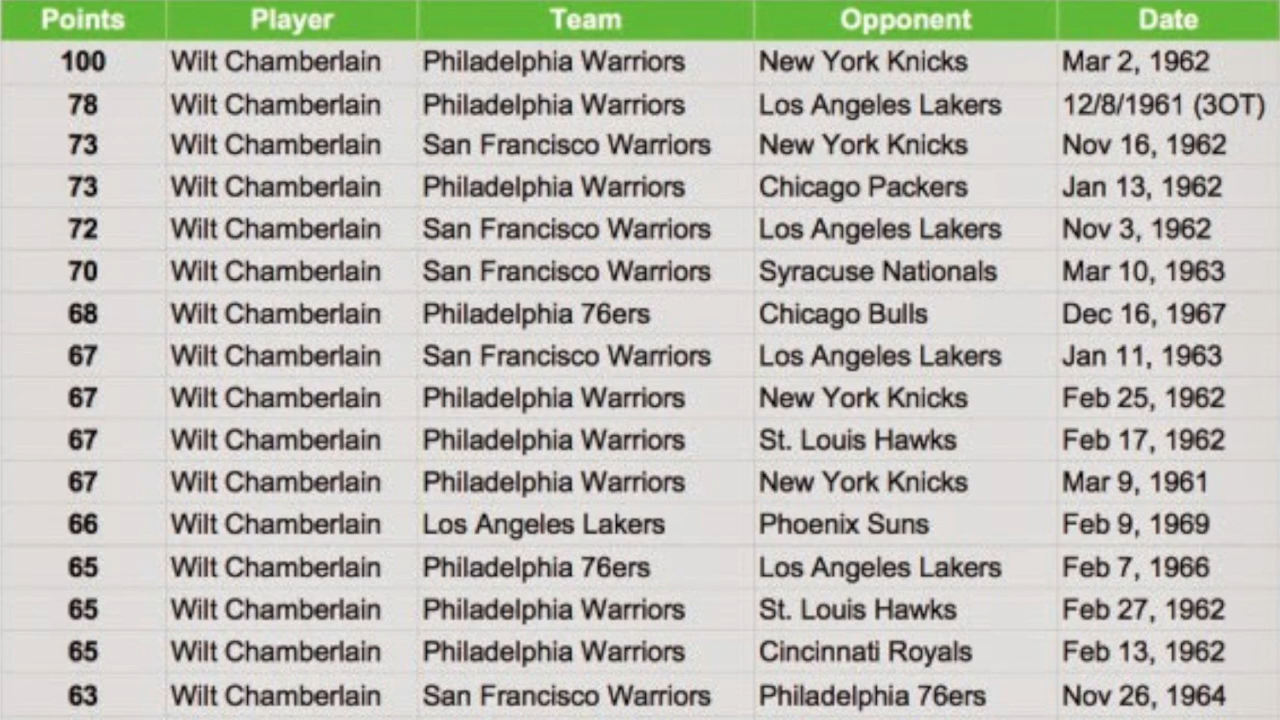 Points Player Team Opponent Date
100 Wilt Chamberlain Philadelphia Warriors New York Knicks Mar 2, 1962
78 Wilt Chamberlain Philadelphia Warriors Los Angeles Lakers 12/8/1961 (3OT)
73 Wilt Chamberlain San Francisco Warriors New York Knicks Nov 16, 1962
73 Wilt Chamberlain Philadelphia Warriors Chicago Packers Jan 13, 1962
72 Wilt Chamberlain San Francisco Warriors Los Angeles Lakers Nov 3, 1962
70 Wilt Chamberlain San Francisco Warriors Syracuse Nationals Mar 10, 1963
68 Wilt Chamberlain Philadelphia 76ers Chicago Bulls Dec 16, 1967
67 Wilt Chamberlain San Francisco Warriors Los Angeles Lakers Jan 11, 1963
67 Wilt Chamberlain Philadelphia Warriors New York Knicks Feb 25, 1962
67 Wilt Chamberlain Philadelphia Warriors St. Louis Hawks Feb 17, 1962
67 Wilt Chamberlain Philadelphia Warriors New York Knicks Mar 9, 1961
66 Wilt Chamberlain Los Angeles Lakers Phoenix Suns Feb 9, 1969
65 Wilt Chamberlain Philadelphia 76ers Los Angeles Lakers Feb 7, 1966
65 Wilt Chamberlain Philadelphia Warriors St. Louis Hawks Feb 27, 1962
65 Wilt Chamberlain Philadelphia Warriors Cincinnati Royals Feb 13, 1962
63 Wilt Chamberlain San Francisco Warriors Philadelphia 76ers Nov 26, 1964